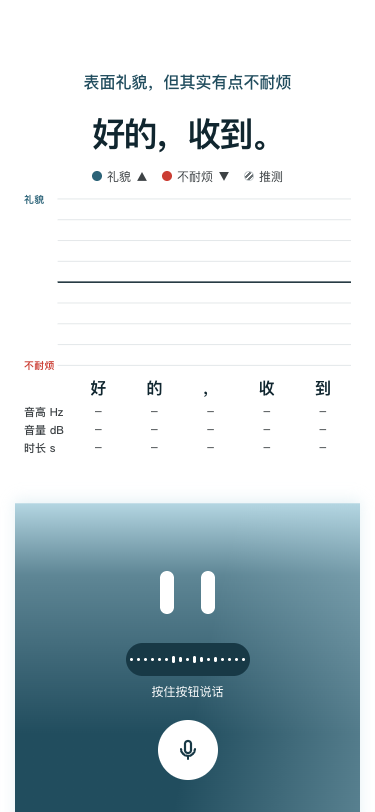 表面礼貌，但其实有点不耐烦
好的，收到。
礼貌 ▲ 不耐烦 ▼ 推测
礼貌
不耐烦
好 的 ， 收 到
音高 Hz – – – – –
音量 dB – – – – –
时长 s – – – – –
按住按钮说话